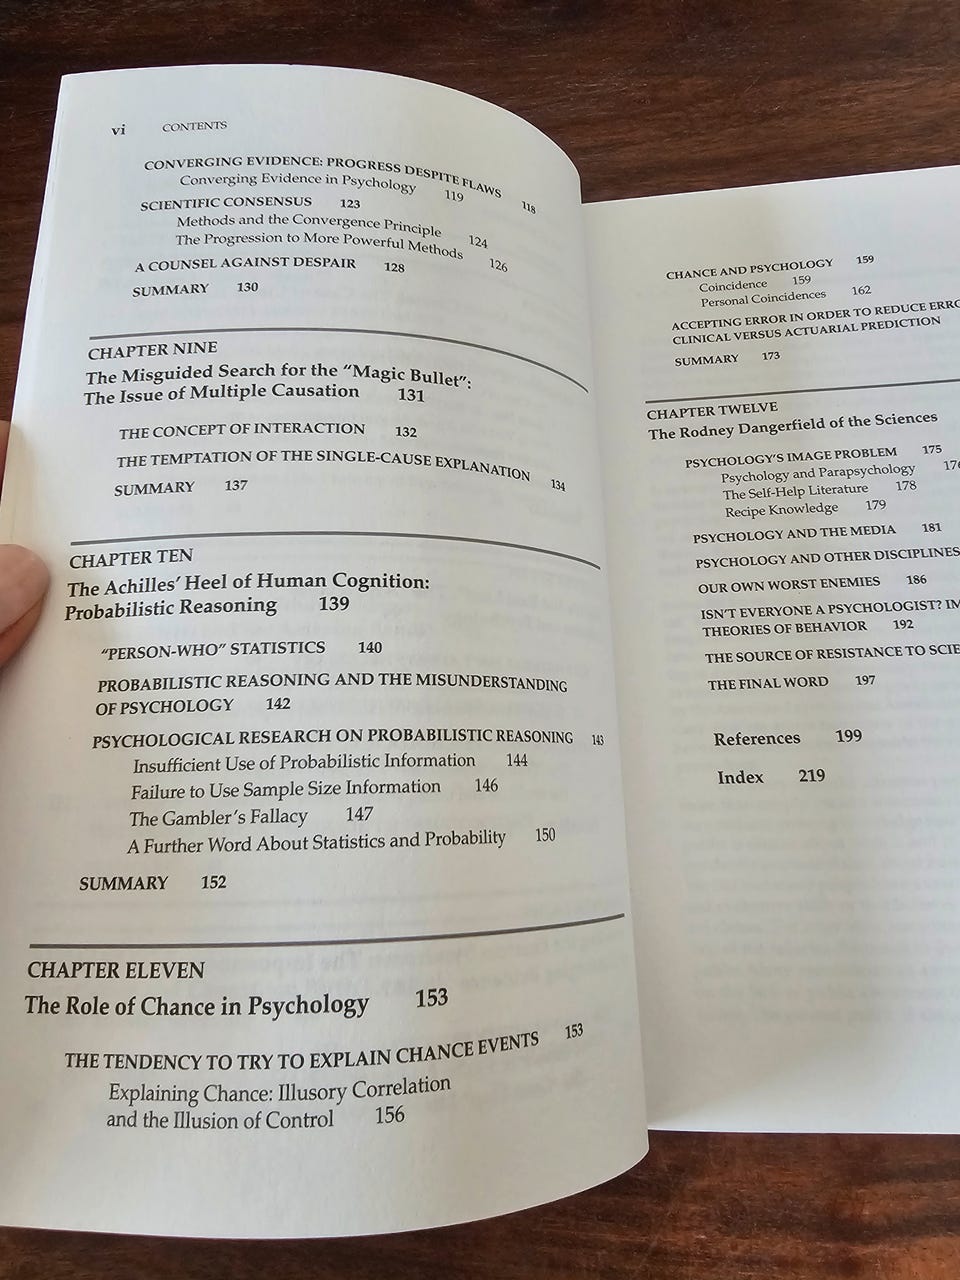 vi CONTENTS
CONVERGING EVIDENCE: PROGRESS DESPITE FLAWS 118
Converging Evidence in Psychology 119
SCIENTIFIC CONSENSUS 123
Methods and the Convergence Principle 124
The Progression to More Powerful Methods 126
A COUNSEL AGAINST DESPAIR 128
SUMMARY 130
CHAPTER NINE
The Misguided Search for the “Magic Bullet”:
The Issue of Multiple Causation 131
THE CONCEPT OF INTERACTION 132
THE TEMPTATION OF THE SINGLE-CAUSE EXPLANATION 134
SUMMARY 137
CHAPTER TEN
The Achilles’ Heel of Human Cognition:
Probabilistic Reasoning 139
“PERSON-WHO” STATISTICS 140
PROBABILISTIC REASONING AND THE MISUNDERSTANDING
OF PSYCHOLOGY 142
PSYCHOLOGICAL RESEARCH ON PROBABILISTIC REASONING 143
Insufficient Use of Probabilistic Information 144
Failure to Use Sample Size Information 146
The Gambler’s Fallacy 147
A Further Word About Statistics and Probability 150
SUMMARY 152
CHAPTER ELEVEN
The Role of Chance in Psychology 153
THE TENDENCY TO TRY TO EXPLAIN CHANCE EVENTS 153
Explaining Chance: Illusory Correlation
and the Illusion of Control 156
CHANCE AND PSYCHOLOGY 159
Coincidence 159
Personal Coincidences 162
ACCEPTING ERROR IN ORDER TO REDUCE ERRO
CLINICAL VERSUS ACTUARIAL PREDICTION
SUMMARY 173
CHAPTER TWELVE
The Rodney Dangerfield of the Sciences
PSYCHOLOGY’S IMAGE PROBLEM 175
Psychology and Parapsychology 176
The Self-Help Literature 178
Recipe Knowledge 179
PSYCHOLOGY AND THE MEDIA 181
PSYCHOLOGY AND OTHER DISCIPLINES
OUR OWN WORST ENEMIES 186
ISN’T EVERYONE A PSYCHOLOGIST? IM
THEORIES OF BEHAVIOR 192
THE SOURCE OF RESISTANCE TO SCIE
THE FINAL WORD 197
References 199
Index 219